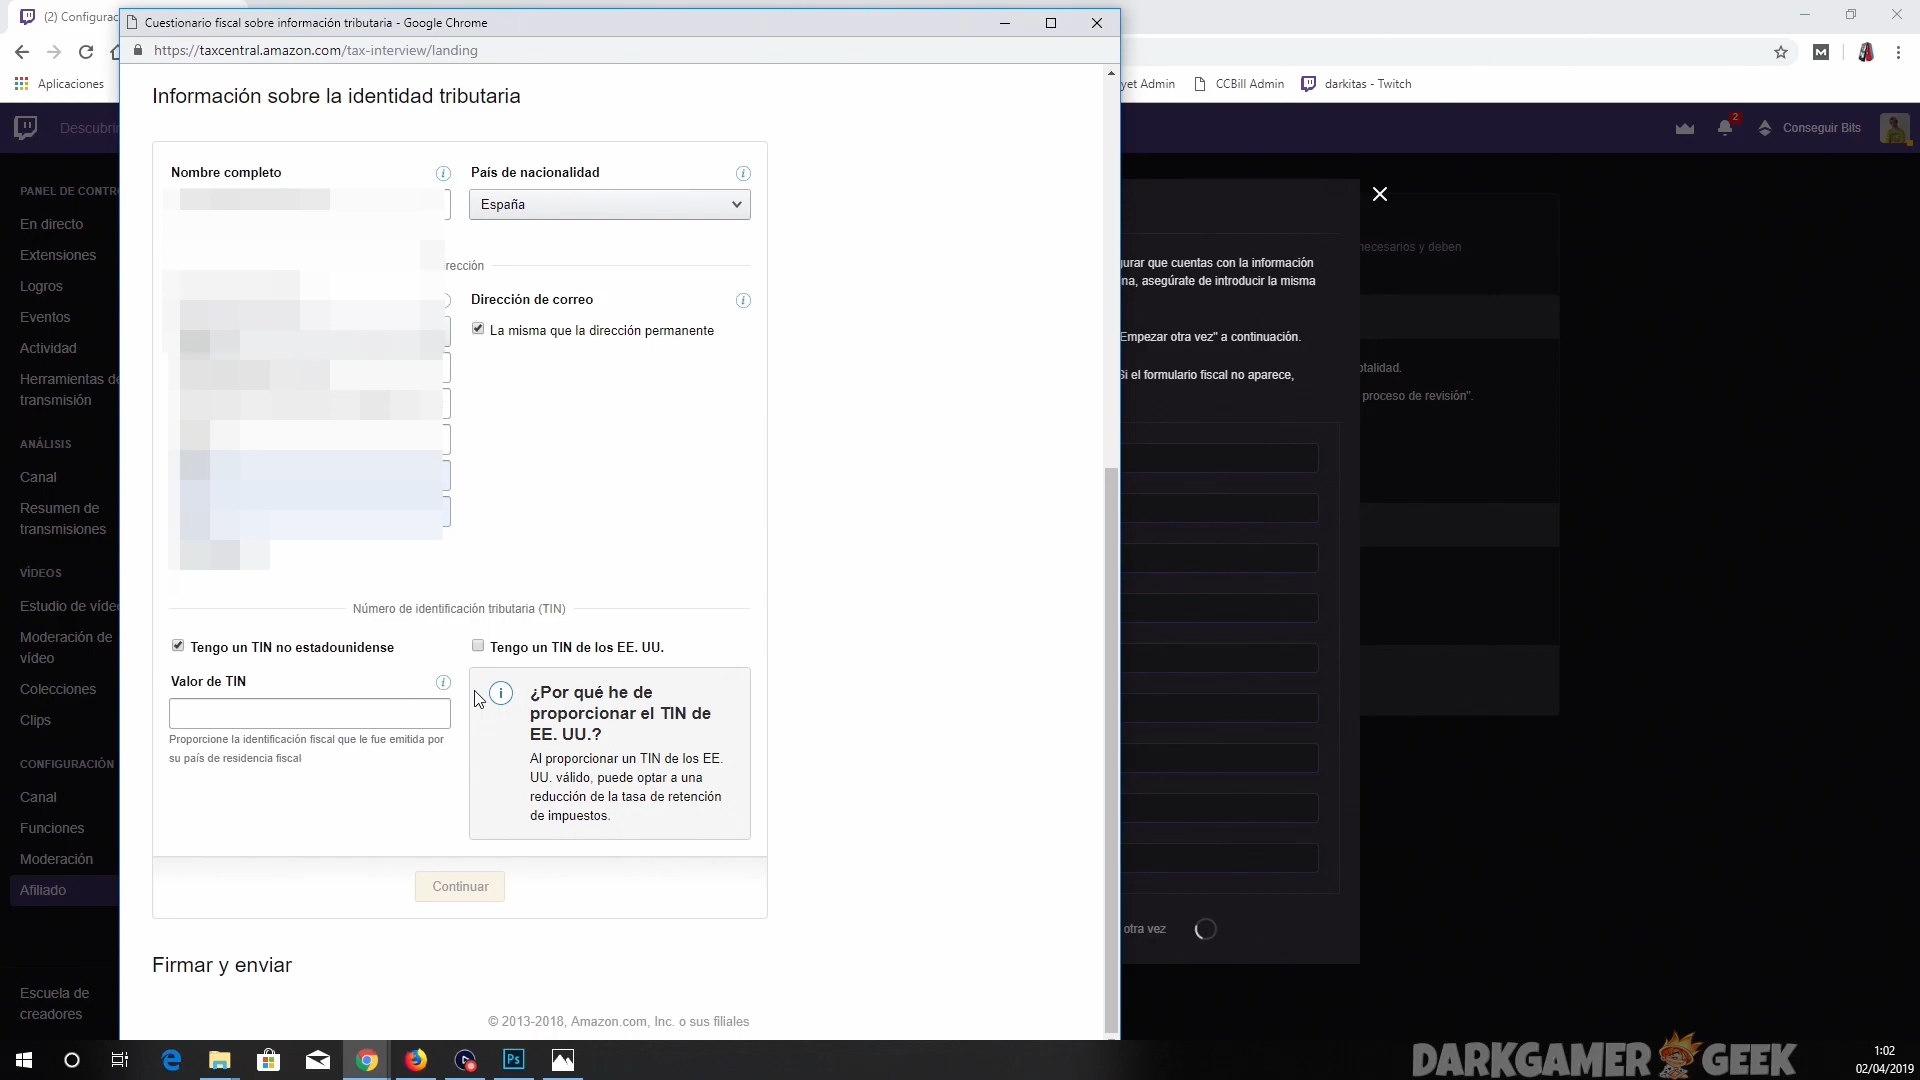 (2) Configurac
Cuestionario fiscal sobre información tributaria - Google Chrome
https://taxcentral.amazon.com/tax-interview/landing
Aplicaciones
yet Admin
CCBill Admin
darkitas - Twitch
Descubrir
2
Conseguir Bits
PANEL DE CONTR
En directo
Extensiones
Logros
Eventos
Actividad
Herramientas de
transmisión
ANÁLISIS
Canal
Resumen de
transmisiones
VÍDEOS
Estudio de víde
Moderación de
vídeo
Colecciones
Clips
CONFIGURACIÓN
Canal
Funciones
Moderación
Afiliado
Escuela de
creadores
Información sobre la identidad tributaria
Nombre completo
País de nacionalidad
España
rección
Dirección de correo
La misma que la dirección permanente
Número de identificación tributaria (TIN)
Tengo un TIN no estadounidense
Tengo un TIN de los EE. UU.
Valor de TIN
Proporcione la identificación fiscal que le fue emitida por
su país de residencia fiscal
¿Por qué he de
proporcionar el TIN de
EE. UU.?
Al proporcionar un TIN de los EE.
UU. válido, puede optar a una
reducción de la tasa de retención
de impuestos.
Continuar
Firmar y enviar
© 2013-2018, Amazon.com, Inc. o sus filiales
gurar que cuentas con la información
na, asegúrate de introducir la misma
Empezar otra vez" a continuación.
Si el formulario fiscal no aparece,
otra vez
necesarios y deben
otalidad.
proceso de revisión".
DARKGAMER GEEK
Ps
1:02
02/04/2019